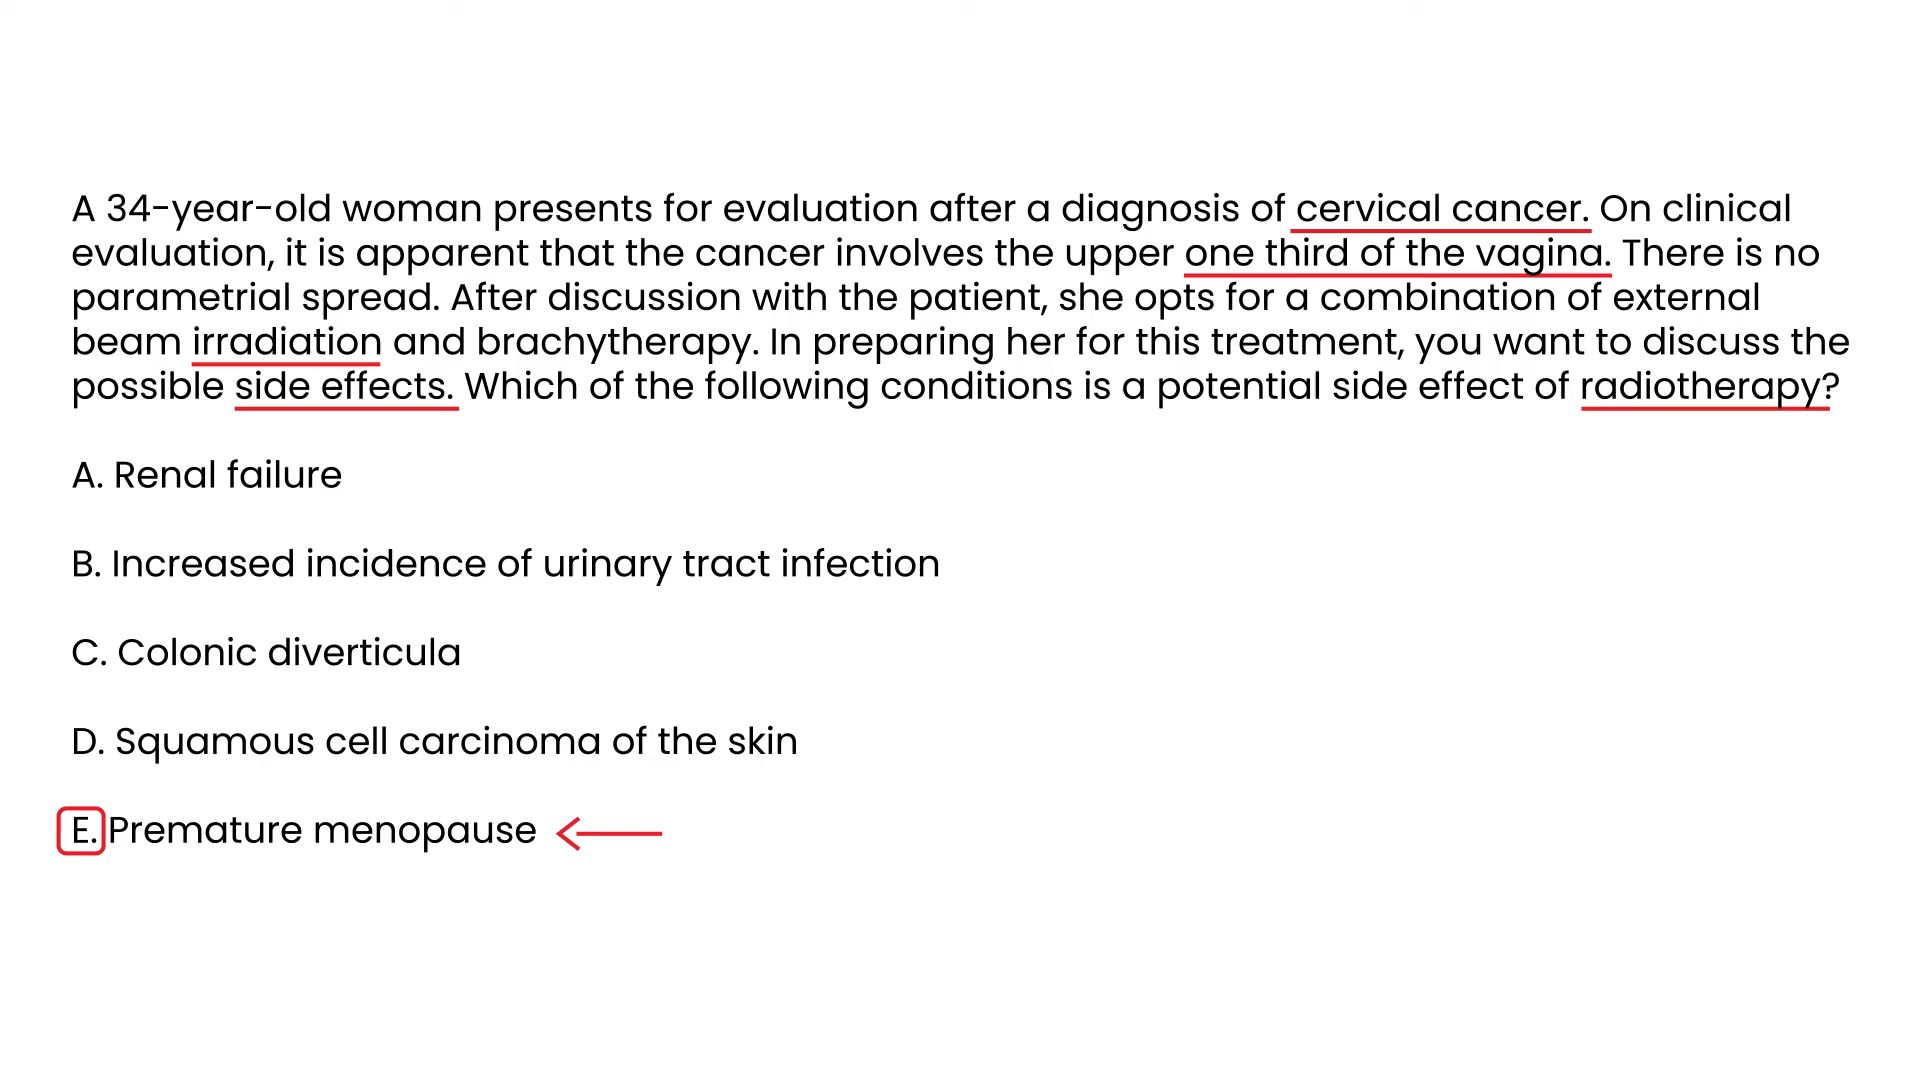 A 34-year-old woman presents for evaluation after a diagnosis of cervical cancer. On clinical
evaluation, it is apparent that the cancer involves the upper one third of the vagina. There is no
parametrial spread. After discussion with the patient, she opts for a combination of external
beam irradiation and brachytherapy. In preparing her for this treatment, you want to discuss the
possible side effects. Which of the following conditions is a potential side effect of radiotherapy?
A. Renal failure
B. Increased incidence of urinary tract infection
C. Colonic diverticula
D. Squamous cell carcinoma of the skin
E. Premature menopause